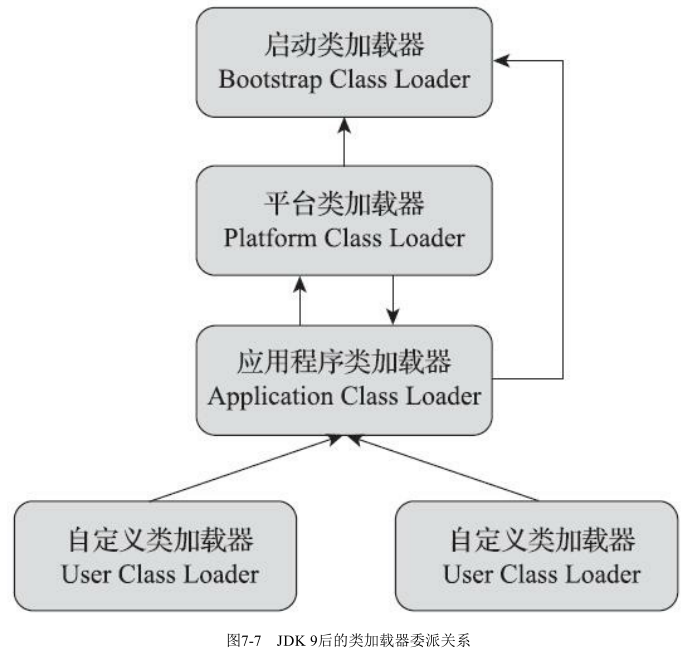 启动类加载器
Bootstrap Class Loader
平台类加载器
Platform Class Loader
应用程序类加载器
Application Class Loader
自定义类加载器
User Class Loader
自定义类加载器
User Class Loader
图7-7 JDK 9后的类加载器委派关系